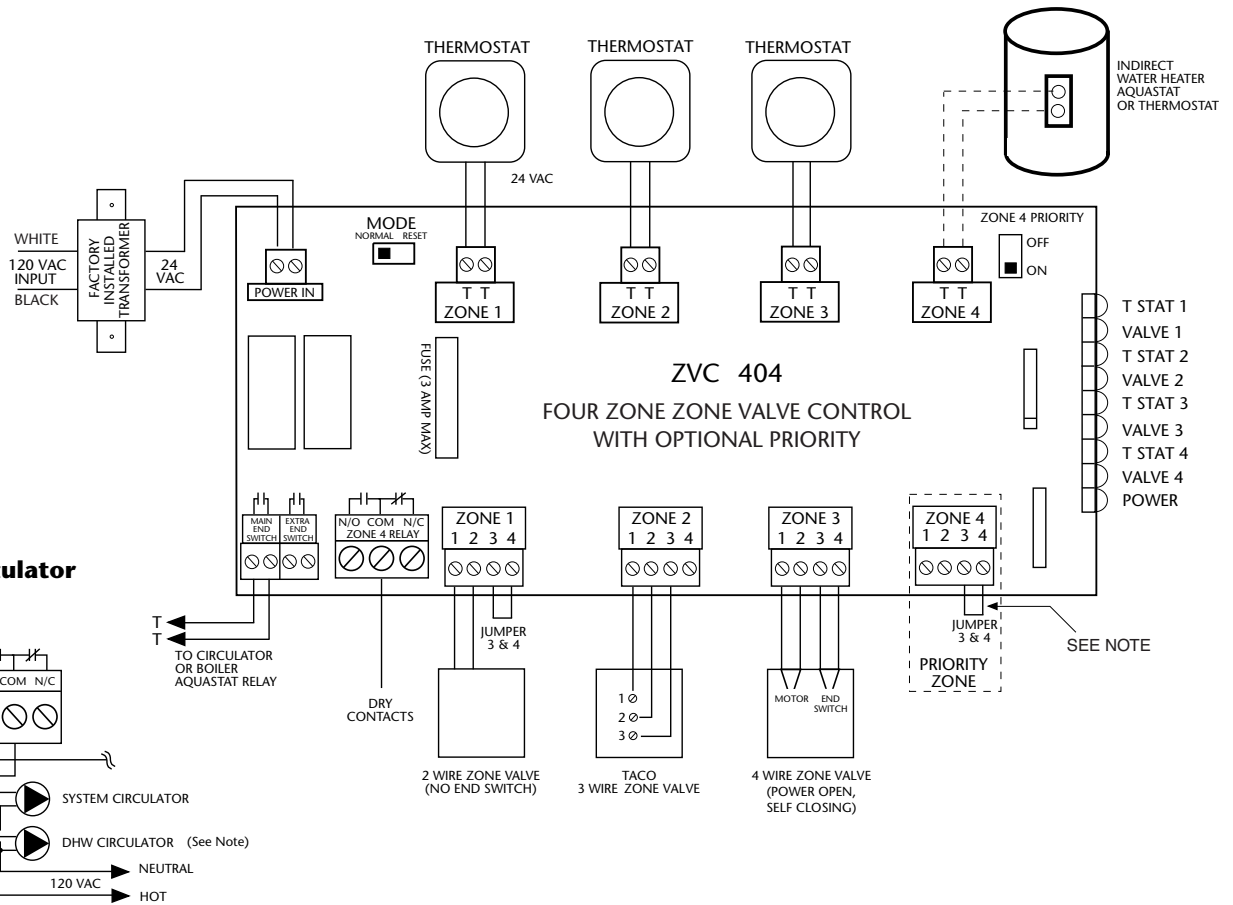 THERMOSTAT
THERMOSTAT
THERMOSTAT
INDIRECT
WATER HEATER
AQUASTAT
OR THERMOSTAT
24 VAC
WHITE
120 VAC
INPUT
BLACK
FACTORY
INSTALLED
TRANSFORMER
24
VAC
POWER IN
MODE
NORMAL RESET
T T
ZONE 1
T T
ZONE 2
T T
ZONE 3
T T
ZONE 4
ZONE 4 PRIORITY
OFF
ON
T STAT 1
VALVE 1
T STAT 2
VALVE 2
T STAT 3
VALVE 3
T STAT 4
VALVE 4
POWER
FUSE (3 AMP MAX)
ZVC 404
FOUR ZONE ZONE VALVE CONTROL
WITH OPTIONAL PRIORITY
MAIN
END
SWITCH
EXTRA
END
SWITCH
N/O COM N/C
ZONE 4 RELAY
ZONE 1
1 2 3 4
ZONE 2
1 2 3 4
ZONE 3
1 2 3 4
ZONE 4
1 2 3 4
T
T
TO CIRCULATOR
OR BOILER
AQUASTAT RELAY
DRY
CONTACTS
JUMPER
3 & 4
2 WIRE ZONE VALVE
(NO END SWITCH)
1
2
3
TACO
3 WIRE ZONE VALVE
MOTOR
END
SWITCH
4 WIRE ZONE VALVE
(POWER OPEN,
SELF CLOSING)
JUMPER
3 & 4
PRIORITY
ZONE
SEE NOTE
COM N/C
SYSTEM CIRCULATOR
DHW CIRCULATOR (See Note)
NEUTRAL
120 VAC
HOT